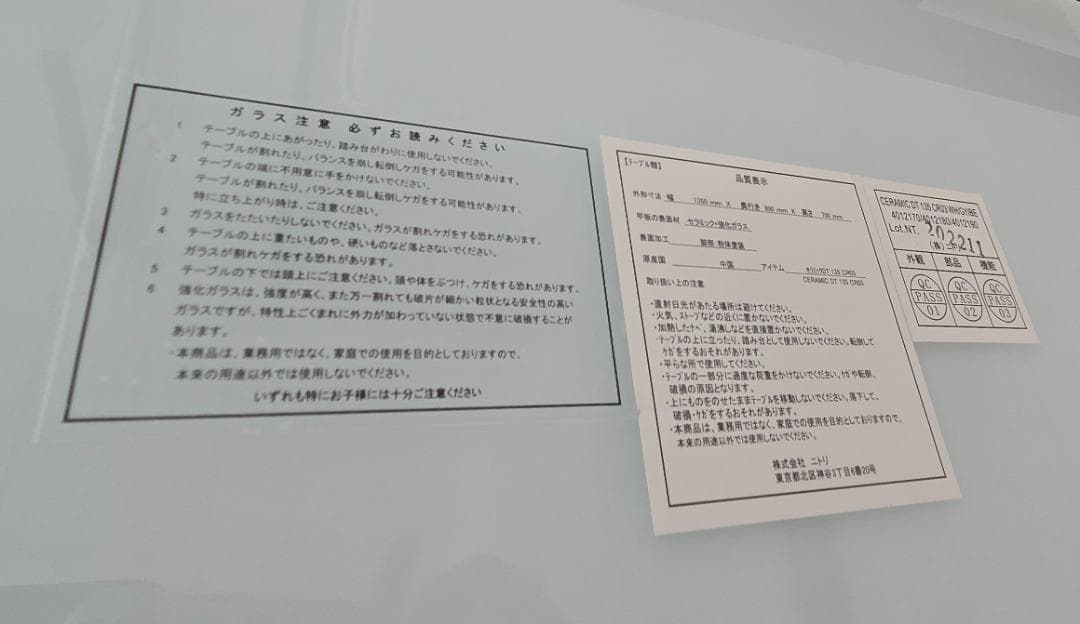 ガラス注意 必ずお読みください
1 テーブルの上にあがったり、踏み台がわりに使用しないでください。
テーブルが割れたり、バランスを崩し転倒しケガをする可能性があります。
2 テーブルの端に不用意に手をかけないでください。
テーブルが割れたり、バランスを崩し転倒しケガをする可能性があります。
特に立ち上がり時は、ご注意ください。
3 ガラスをたたいたりしないでください。ガラスが割れケガをする恐れがあります。
4 テーブルの上に重たいものや、硬いものなど落とさないでください。
ガラスが割れケガをする恐れがあります。
5 テーブルの下では頭上にご注意ください。頭や体をぶつけ、ケガをする恐れがあります。
6 強化ガラスは、強度が高く、また万一割れても破片が細かい粒状となる安全性の高い
ガラスですが、特性上ごくまれに外力が加わっていない状態で不意に破損することが
あります。
・本商品は、業務用ではなく、家庭での使用を目的としておりますので、
本来の用途以外では使用しないでください。
いずれも特にお子様には十分ご注意ください
【テーブル類】
品質表示
外形寸法 幅 1350 mm X 奥行き 800 mm X 高さ 700 mm
甲板の表面材 セラミック+強化ガラス
表面加工 脚部:粉体塗装
原産国 中国 アイテム セラミックDT 135 CR03
取り扱い上の注意 CERAMIC DT 135 CR03
・直射日光があたる場所は避けてください。
・火気、ストーブなどの近くに置かないでください。
・加熱したナベ、湯沸しなどを直接置かないでください。
・テーブルの上に立ったり、踏み台として使用しないでください。転倒して
ケガをするおそれがあります。
・平らな所で使用してください。
・テーブルの一部分に過度な荷重をかけないでください。ケガや転倒、
破損の原因となります。
・上にものをのせたままテーブルを移動しないでください。落下して、
破損・ケガをするおそれがあります。
・本商品は、業務用ではなく、家庭での使用を目的としておりますので、
本来の用途以外では使用しないでください。
株式会社 ニトリ
東京都北区神谷3丁目6番20号
CERAMIC DT 135 CR03 WH/GY/BE
4012170/4012180/4012190
Lot.NT. 202211
(株)ニトリ
外観 部品 機能
QC PASS 01
QC PASS 02
QC PASS 03